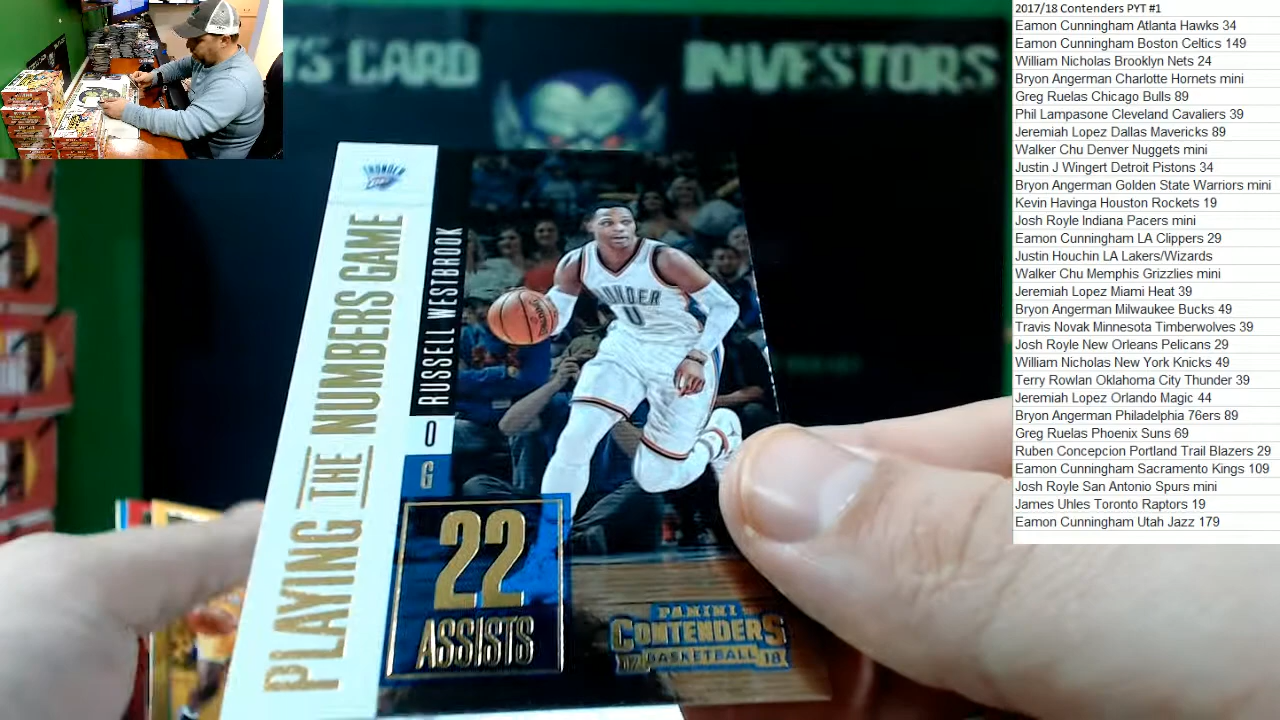 2017/18 Contenders PYT #1
Eamon Cunningham Atlanta Hawks 34
Eamon Cunningham Boston Celtics 149
William Nicholas Brooklyn Nets 24
Bryon Angerman Charlotte Hornets mini
Greg Ruelas Chicago Bulls 89
Phil Lampasone Cleveland Cavaliers 39
Jeremiah Lopez Dallas Mavericks 89
Walker Chu Denver Nuggets mini
Justin J Wingert Detroit Pistons 34
Bryon Angerman Golden State Warriors mini
Kevin Havinga Houston Rockets 19
Josh Royle Indiana Pacers mini
Eamon Cunningham LA Clippers 29
Justin Houchin LA Lakers/Wizards
Walker Chu Memphis Grizzlies mini
Jeremiah Lopez Miami Heat 39
Bryon Angerman Milwaukee Bucks 49
Travis Novak Minnesota Timberwolves 39
Josh Royle New Orleans Pelicans 29
William Nicholas New York Knicks 49
Terry Rowlan Oklahoma City Thunder 39
Jeremiah Lopez Orlando Magic 44
Bryon Angerman Philadelphia 76ers 89
Greg Ruelas Phoenix Suns 69
Ruben Concepcion Portland Trail Blazers 29
Eamon Cunningham Sacramento Kings 109
Josh Royle San Antonio Spurs mini
James Uhles Toronto Raptors 19
Eamon Cunningham Utah Jazz 179
TS CARD INVESTORS
THUNDER
PLAYING THE NUMBERS GAME
RUSSELL WESTBROOK
0
G
22
ASSISTS
PANINI
CONTENDERS
17 BASKETBALL 18